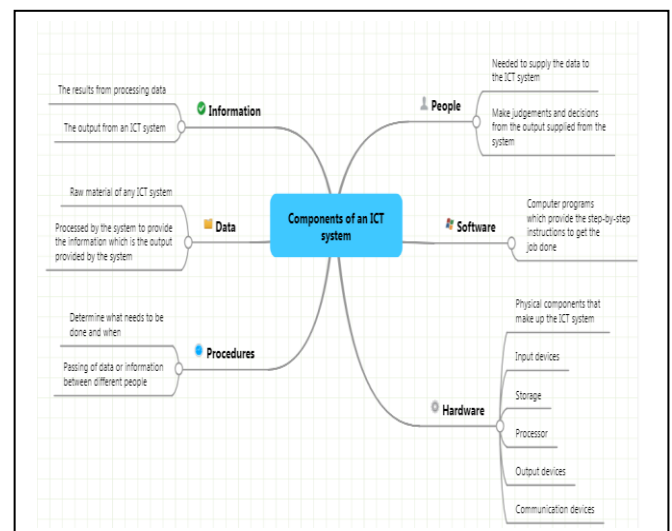 Components of an ICT
system
People
Needed to supply the data to
the ICT system
Make judgements and decisions
from the output supplied from the
system
Software
Computer programs
which provide the step-by-step
instructions to get the
job done
Hardware
Physical components that
make up the ICT system
Input devices
Storage
Processor
Output devices
Communication devices
Information
The results from processing data
The output from an ICT system
Data
Raw material of any ICT system
Processed by the system to provide
the information which is the output
provided by the system
Procedures
Determine what needs to be
done and when
Passing of data or information
between different people